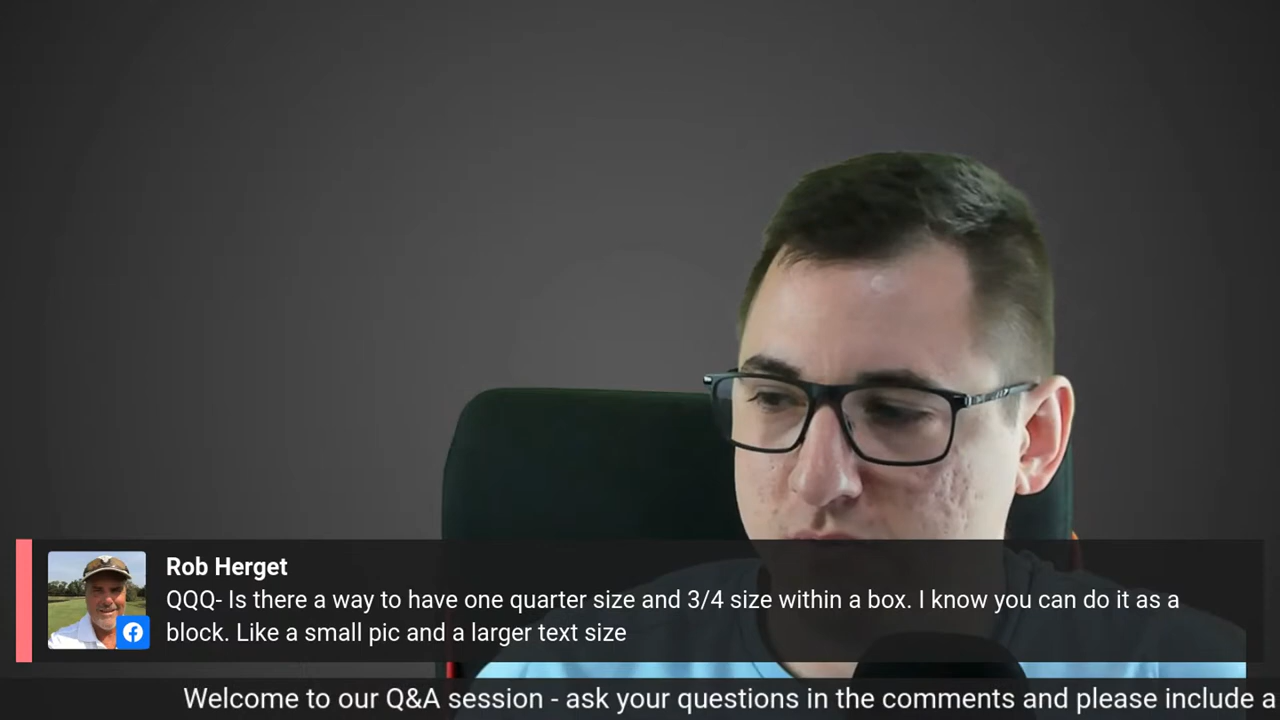 Rob Herget
QQQ- Is there a way to have one quarter size and 3/4 size within a box. I know you can do it as a
block. Like a small pic and a larger text size
Welcome to our Q&A session - ask your questions in the comments and please include a